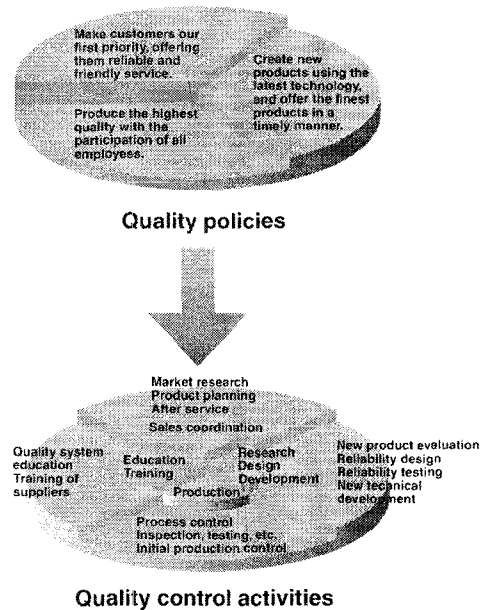 Make customers our
first priority, offering
them reliable and
friendly service.
Create new
products using the
latest technology,
and offer the finest
products in a
timely manner.
Produce the highest
quality with the
participation of all
employees.
Quality policies
Market research
Product planning
After service
Sales coordination
Quality system
education
Training of
suppliers
Education
Training
Research
Design
Development
New product evaluation
Reliability design
Reliability testing
New tecanical
development
Production
Process control
Inspection, testing, etc.
Initial production control
Quality control activities